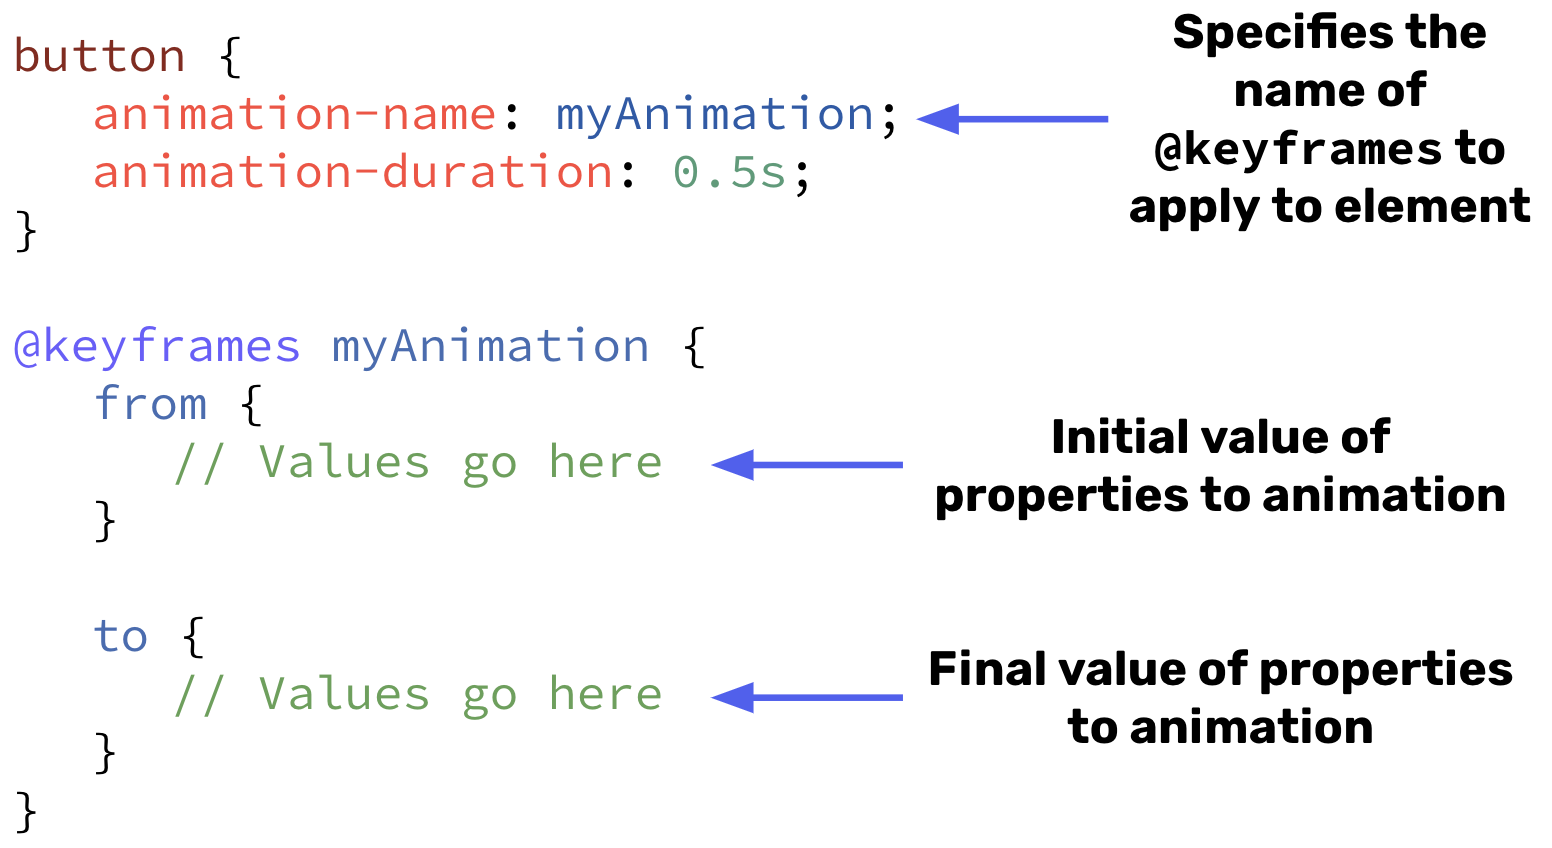 button {
animation-name: myAnimation;
animation-duration: 0.5s;
}
Specifies the
name of
@keyframes to
apply to element
@keyframes myAnimation {
from {
// Values go here
}
Initial value of
properties to animation
to {
// Values go here
}
}
Final value of properties
to animation